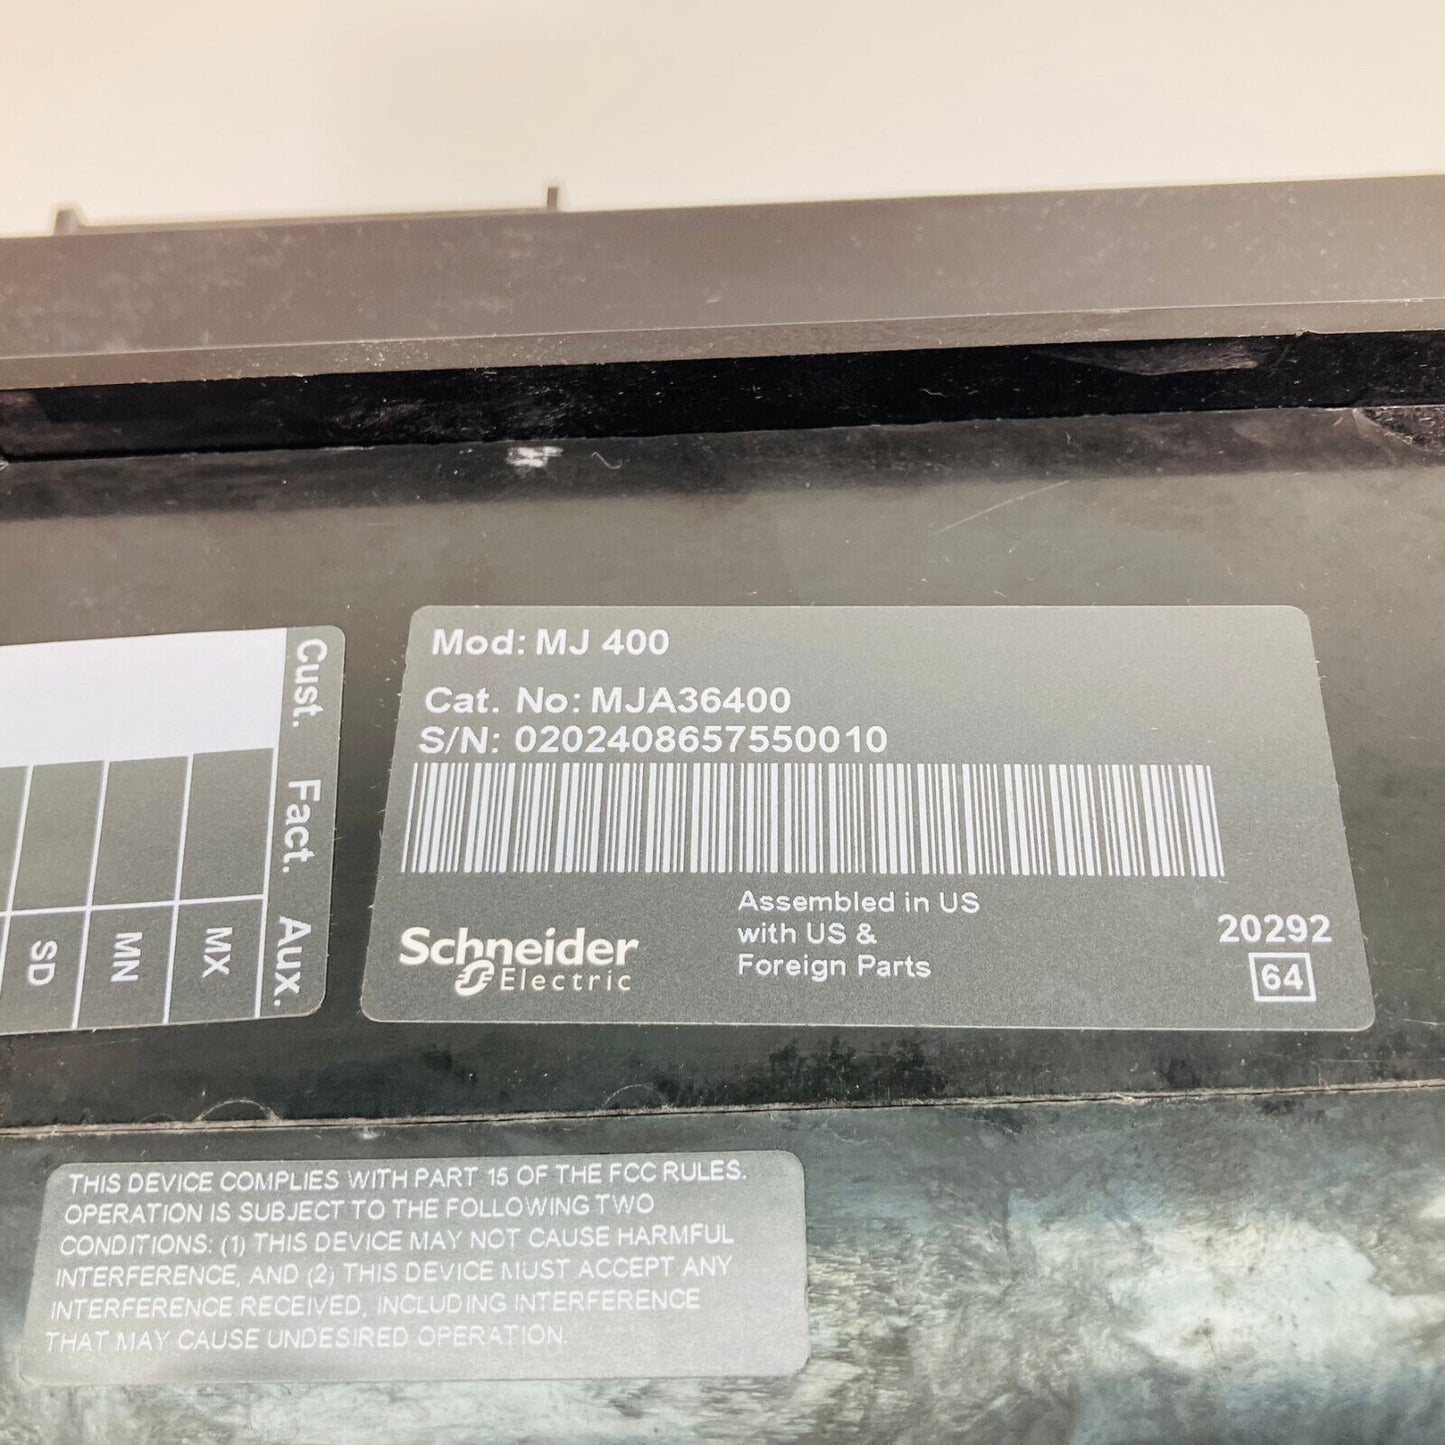 Mod: MJ 400
Cat. No: MJA36400
S/N: 0202408657550010
Assembled in US
with US &
Foreign Parts
Schneider
Electric
20292
64
Cust. Fact. Aux.
MX
MN
SD
THIS DEVICE COMPLIES WITH PART 15 OF THE FCC RULES.
OPERATION IS SUBJECT TO THE FOLLOWING TWO
CONDITIONS: (1) THIS DEVICE MAY NOT CAUSE HARMFUL
INTERFERENCE, AND (2) THIS DEVICE MUST ACCEPT ANY
INTERFERENCE RECEIVED, INCLUDING INTERFERENCE
THAT MAY CAUSE UNDESIRED OPERATION.